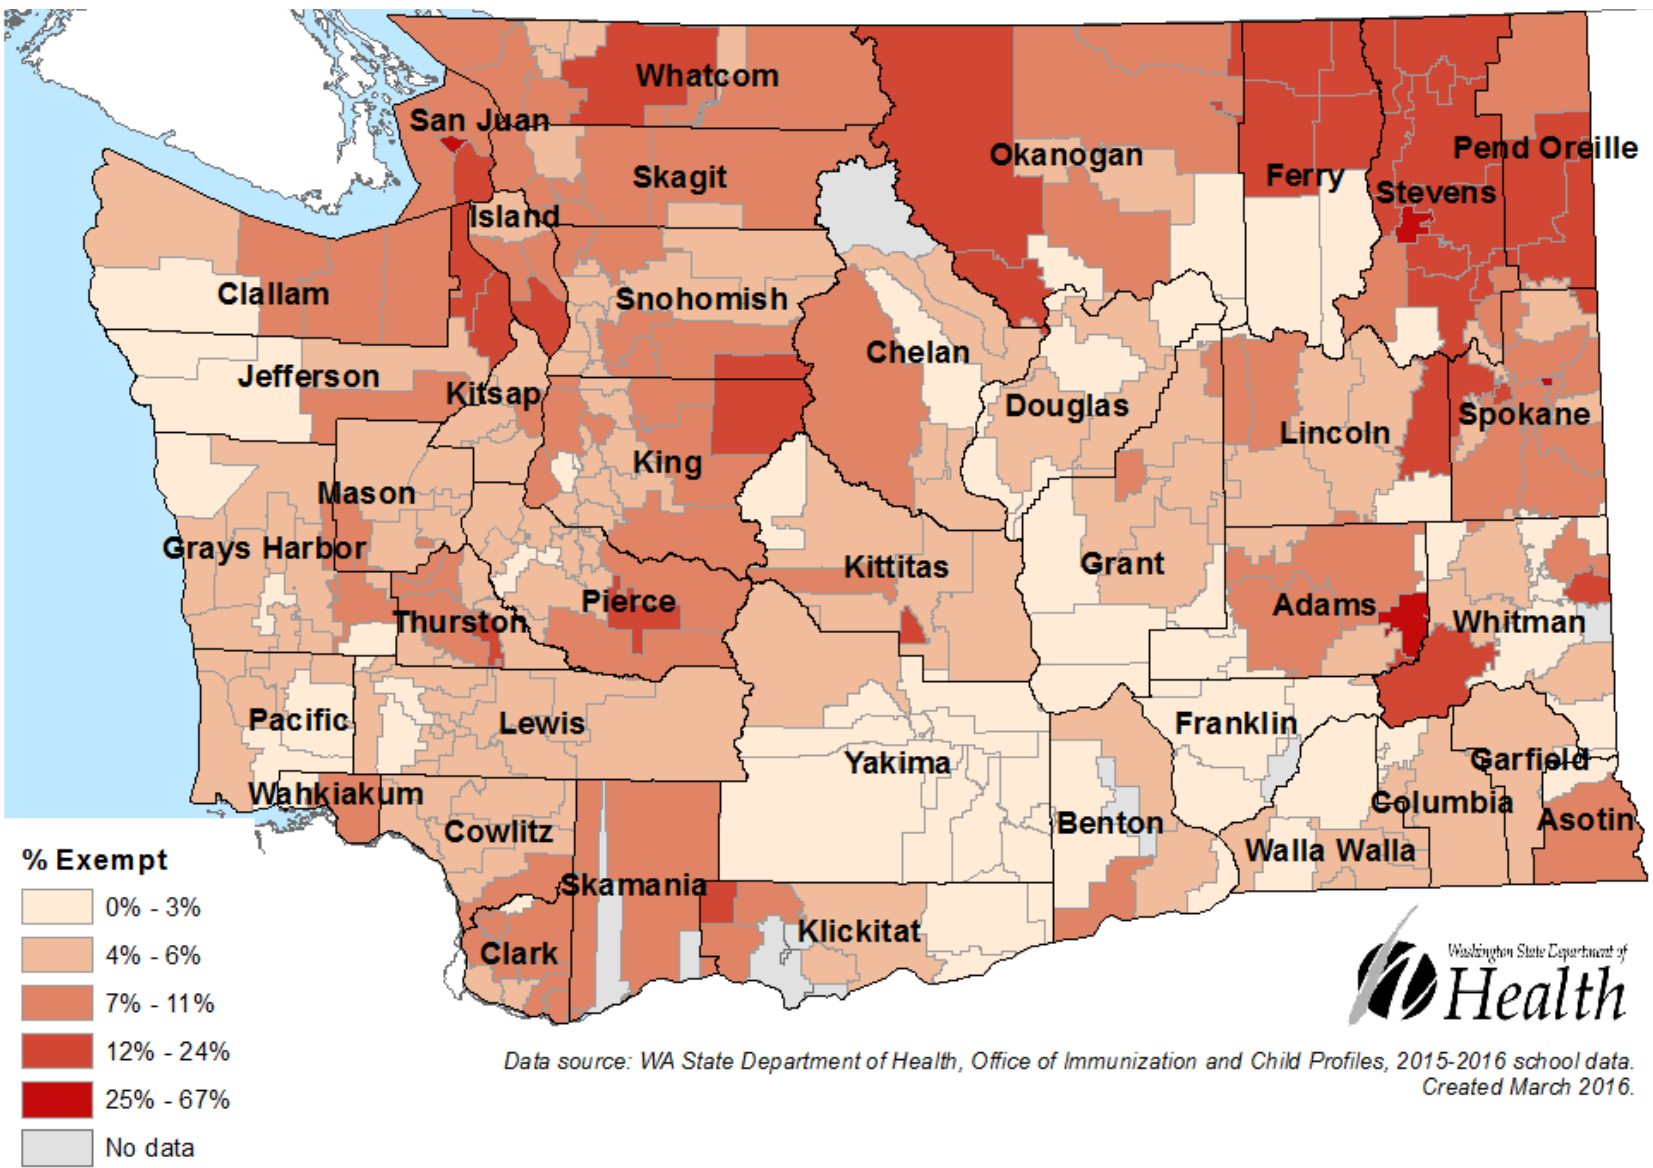 Whatcom
San Juan
Okanogan
Pend Oreille
Skagit
Ferry
Stevens
Island
Clallam
Snohomish
Chelan
Jefferson
Kitsap
Douglas
Spokane
Lincoln
King
Mason
Grays Harbor
Kittitas
Grant
Pierce
Adams
Thurston
Whitman
Pacific
Lewis
Franklin
Yakima
Garfield
Wahkiakum
Columbia
Cowlitz
Benton
Asotin
Walla Walla
Skamania
Klickitat
Clark
% Exempt
0% - 3%
4% - 6%
7% - 11%
12% - 24%
25% - 67%
No data
Washington State Department of
Health
Data source: WA State Department of Health, Office of Immunization and Child Profiles, 2015-2016 school data.
Created March 2016.